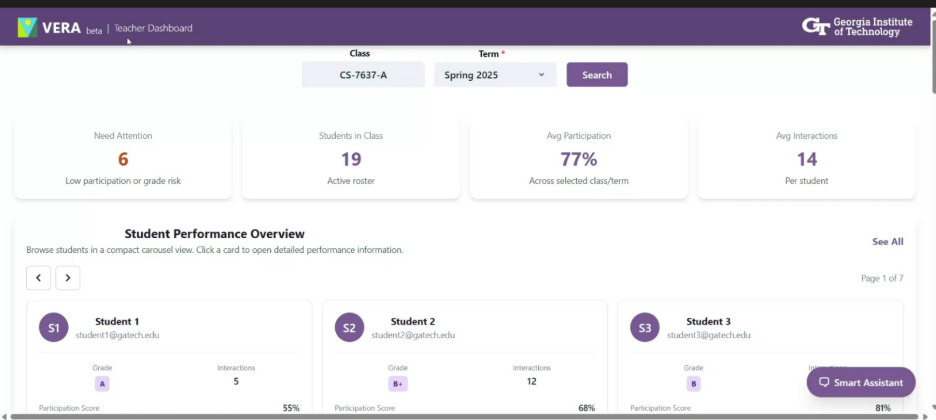 VERA beta | Teacher Dashboard
GT Georgia Institute of Technology
Class
Term *
CS-7637-A
Spring 2025
Search
Need Attention
6
Low participation or grade risk
Students in Class
19
Active roster
Avg Participation
77%
Across selected class/term
Avg Interactions
14
Per student
Student Performance Overview
Browse students in a compact carousel view. Click a card to open detailed performance information.
See All
Page 1 of 7
S1
Student 1
student1@gatech.edu
Grade
A
Interactions
5
Participation Score
55%
S2
Student 2
student2@gatech.edu
Grade
B+
Interactions
12
Participation Score
68%
S3
Student 3
student3@gatech.edu
Grade
B
Participation Score
81%
Smart Assistant